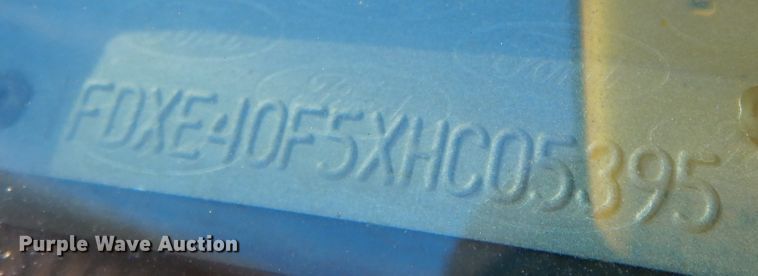 FDXE40F5XHC05395
Purple Wave Auction